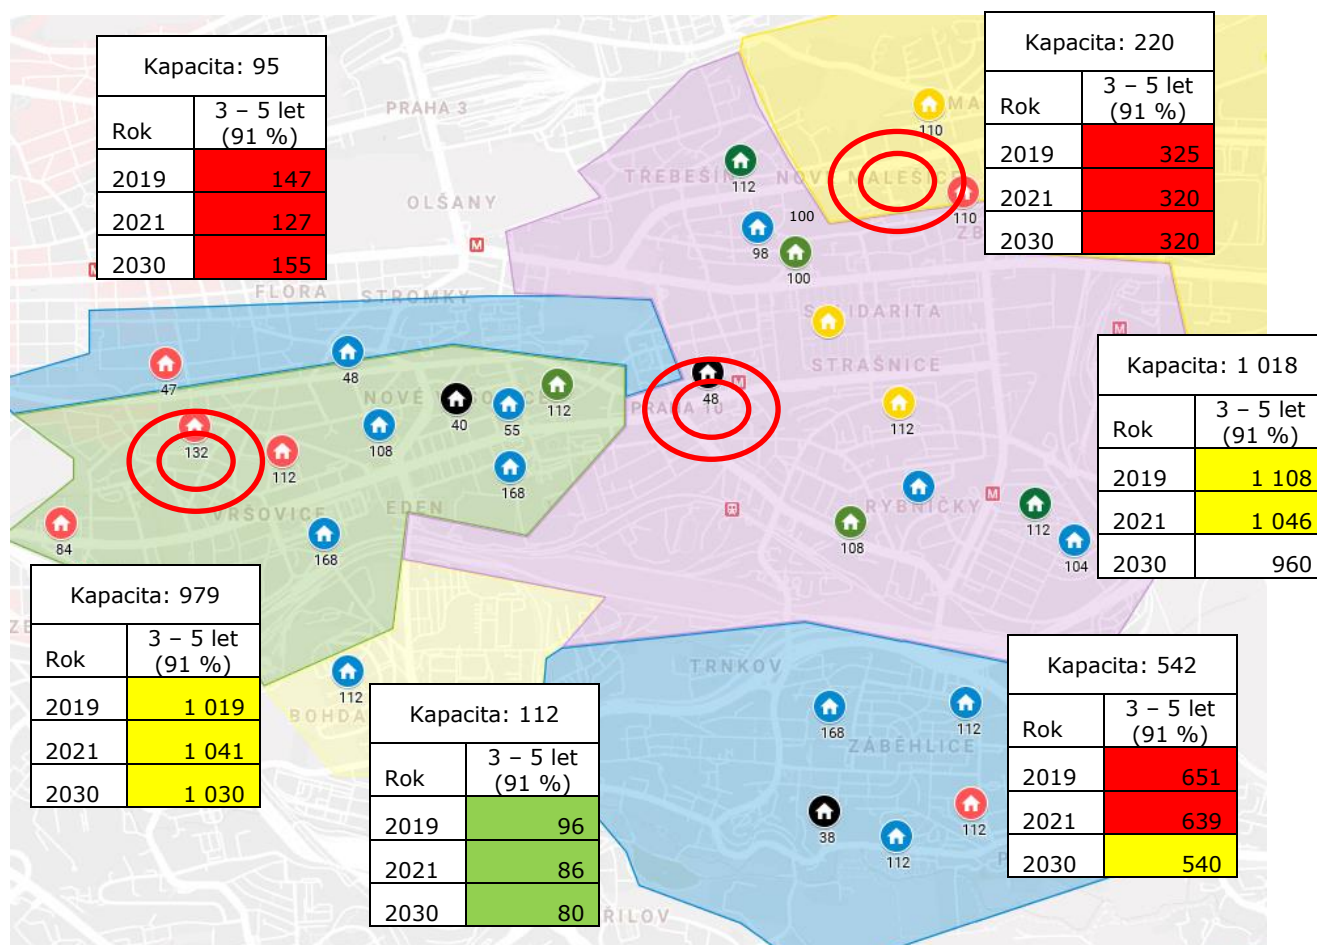 Kapacita: 95
Rok
3 – 5 let
(91 %)
2019 147
2021 127
2030 155
Kapacita: 220
Rok
3 – 5 let
(91 %)
2019 325
2021 320
2030 320
PRAHA 3
OLŠANY
FLORA
STROMKY
TŘEBEŠÍN
NOVÉ MALEŠICE
MA
110
112
110
98
100
100
SOLIDARITA
STRAŠNICE
PRAHA 10
48
112
47
48
40
55
112
132
112
108
168
VRŠOVICE
EDEN
84
168
RYBNIČKY
108
112
104
Kapacita: 1 018
Rok
3 – 5 let
(91 %)
2019 1 108
2021 1 046
2030 960
Kapacita: 979
Rok
3 – 5 let
(91 %)
2019 1 019
2021 1 041
2030 1 030
112
BOHDA
Kapacita: 112
Rok
3 – 5 let
(91 %)
2019 96
2021 86
2030 80
TRNKOV
168
112
ZÁBĚHLICE
38
112
112
Kapacita: 542
Rok
3 – 5 let
(91 %)
2019 651
2021 639
2030 540
ŘILOV